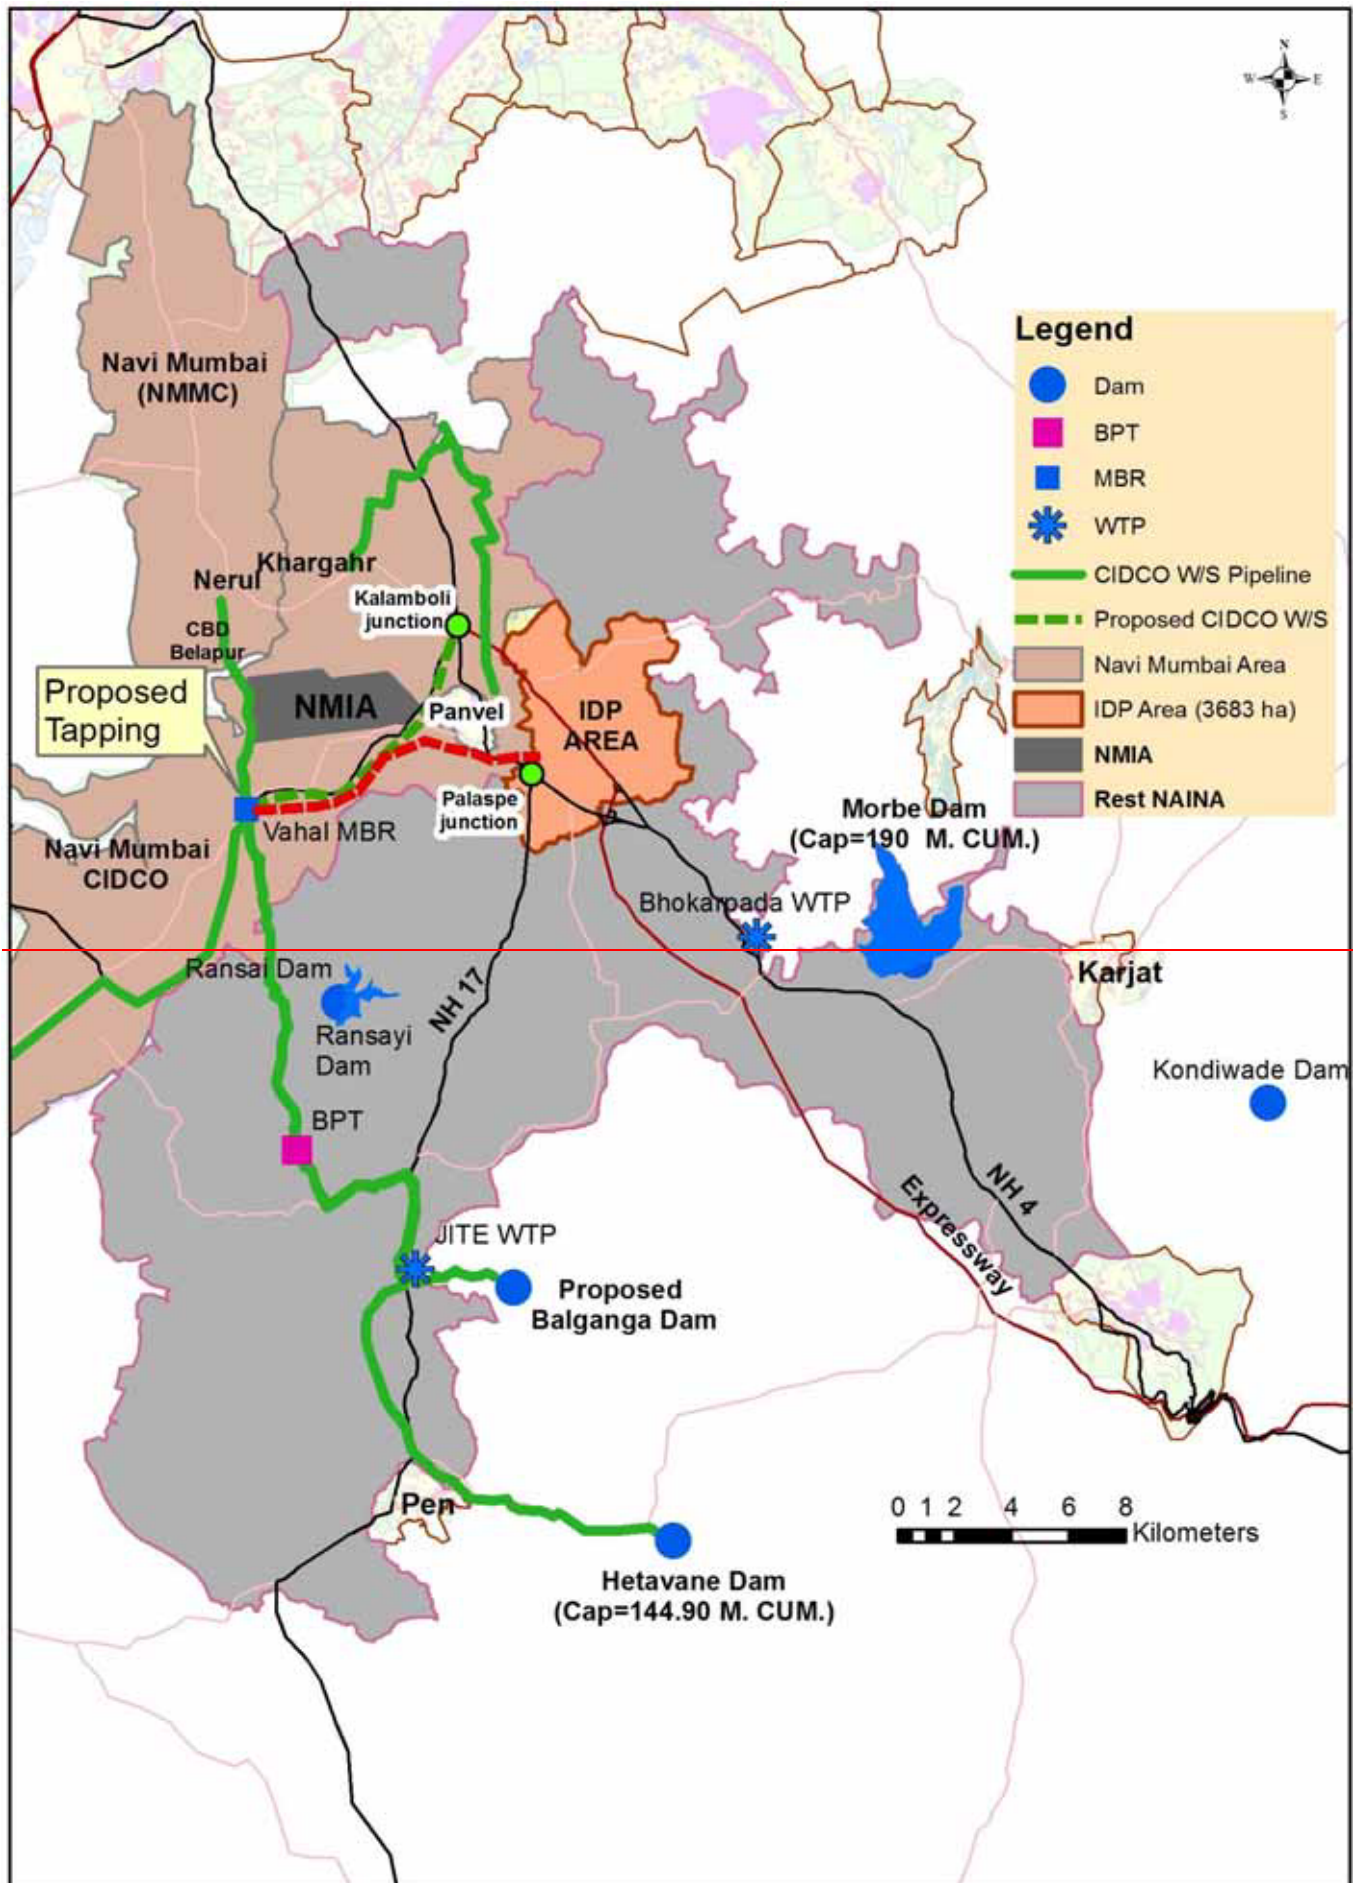 N
W E
S
Legend
Dam
BPT
MBR
WTP
CIDCO W/S Pipeline
Proposed CIDCO W/S
Navi Mumbai Area
IDP Area (3683 ha)
NMIA
Rest NAINA
Navi Mumbai
(NMMC)
Khargahr
Nerul
Kalamboli
junction
CBD
Belapur
Proposed
Tapping
NMIA
Panvel
IDP
AREA
Palaspe
junction
Vahal MBR
Navi Mumbai
CIDCO
Morbe Dam
(Cap=190 M. CUM.)
Bhokarpada WTP
Ransai Dam
Karjat
NH 17
Ransayi
Dam
Kondiwade Dam
BPT
NH 4
Expressway
JITE WTP
Proposed
Balganga Dam
Pen
0 1 2 4 6 8
Kilometers
Hetavane Dam
(Cap=144.90 M. CUM.)